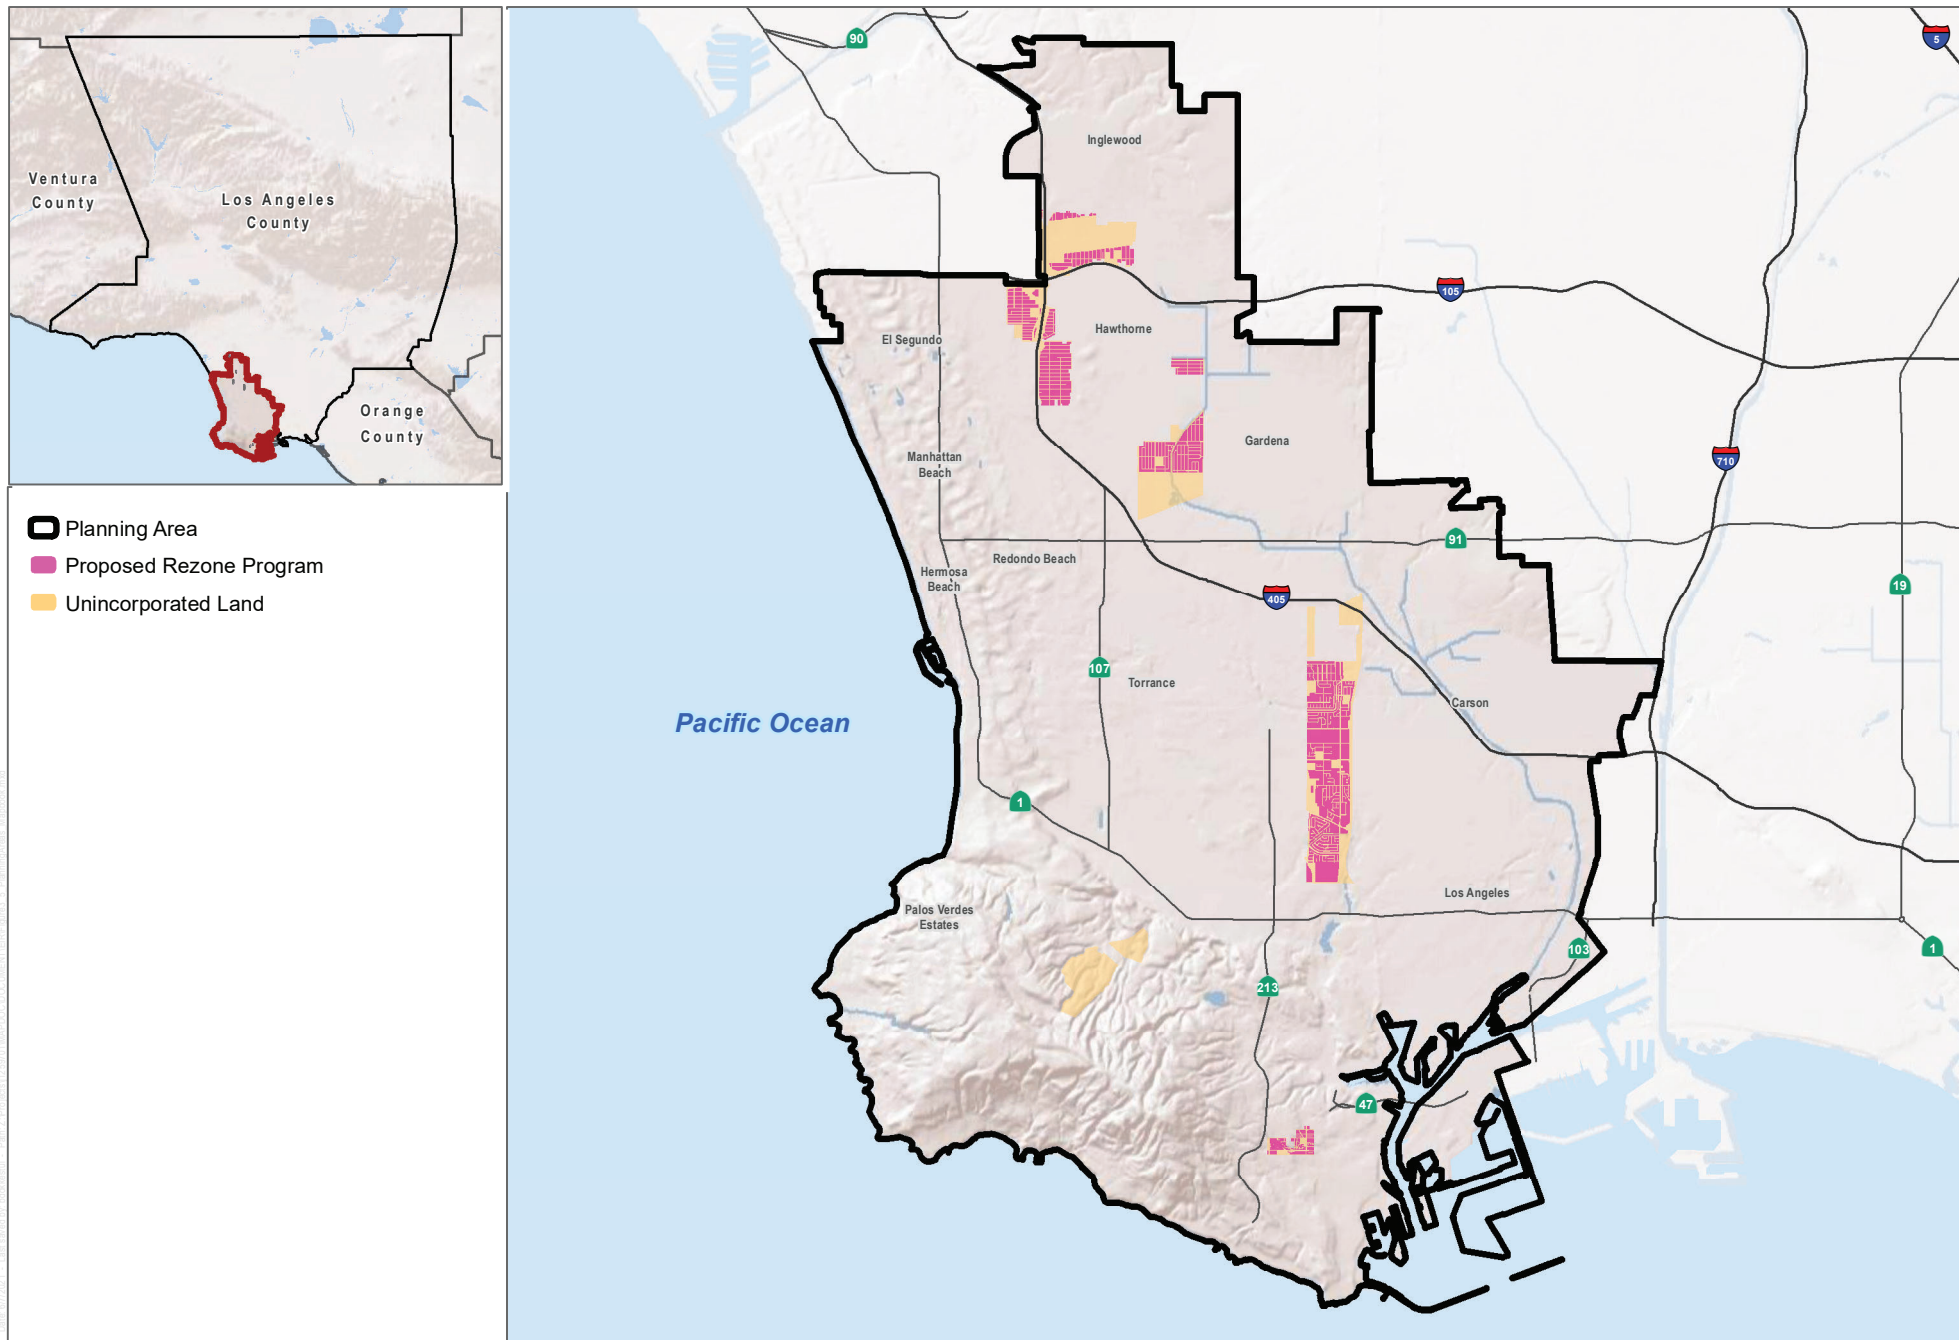 Ventura
County
Los Angeles
County
Orange
County
Planning Area
Proposed Rezone Program
Unincorporated Land
90
5
Inglewood
105
Hawthorne
El Segundo
Gardena
Manhattan
Beach
710
91
Redondo Beach
Hermosa
Beach
19
405
107
Torrance
Carson
Pacific Ocean
1
Los Angeles
Palos Verdes
Estates
103
1
213
47